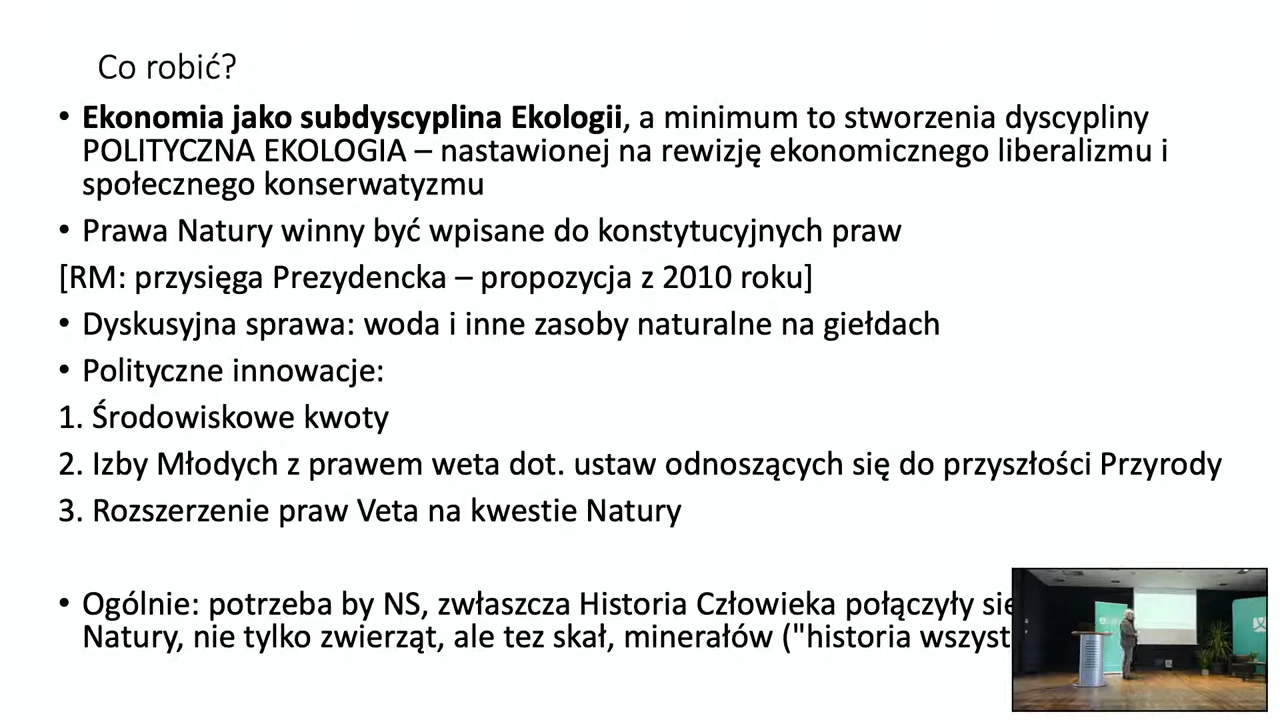 Co robić?
• Ekonomia jako subdyscyplina Ekologii, a minimum to stworzenia dyscypliny
POLITYCZNA EKOLOGIA – nastawionej na rewizję ekonomicznego liberalizmu i
społecznego konserwatyzmu
• Prawa Natury winny być wpisane do konstytucyjnych praw
[RM: przysięga Prezydencka – propozycja z 2010 roku]
• Dyskusyjna sprawa: woda i inne zasoby naturalne na giełdach
• Polityczne innowacje:
1. Środowiskowe kwoty
2. Izby Młodych z prawem weta dot. ustaw odnoszących się do przyszłości Przyrody
3. Rozszerzenie praw Veta na kwestie Natury
• Ogólnie: potrzeba by NS, zwłaszcza Historia Człowieka połączyły się
Natury, nie tylko zwierząt, ale tez skał, minerałów ("historia wszyst